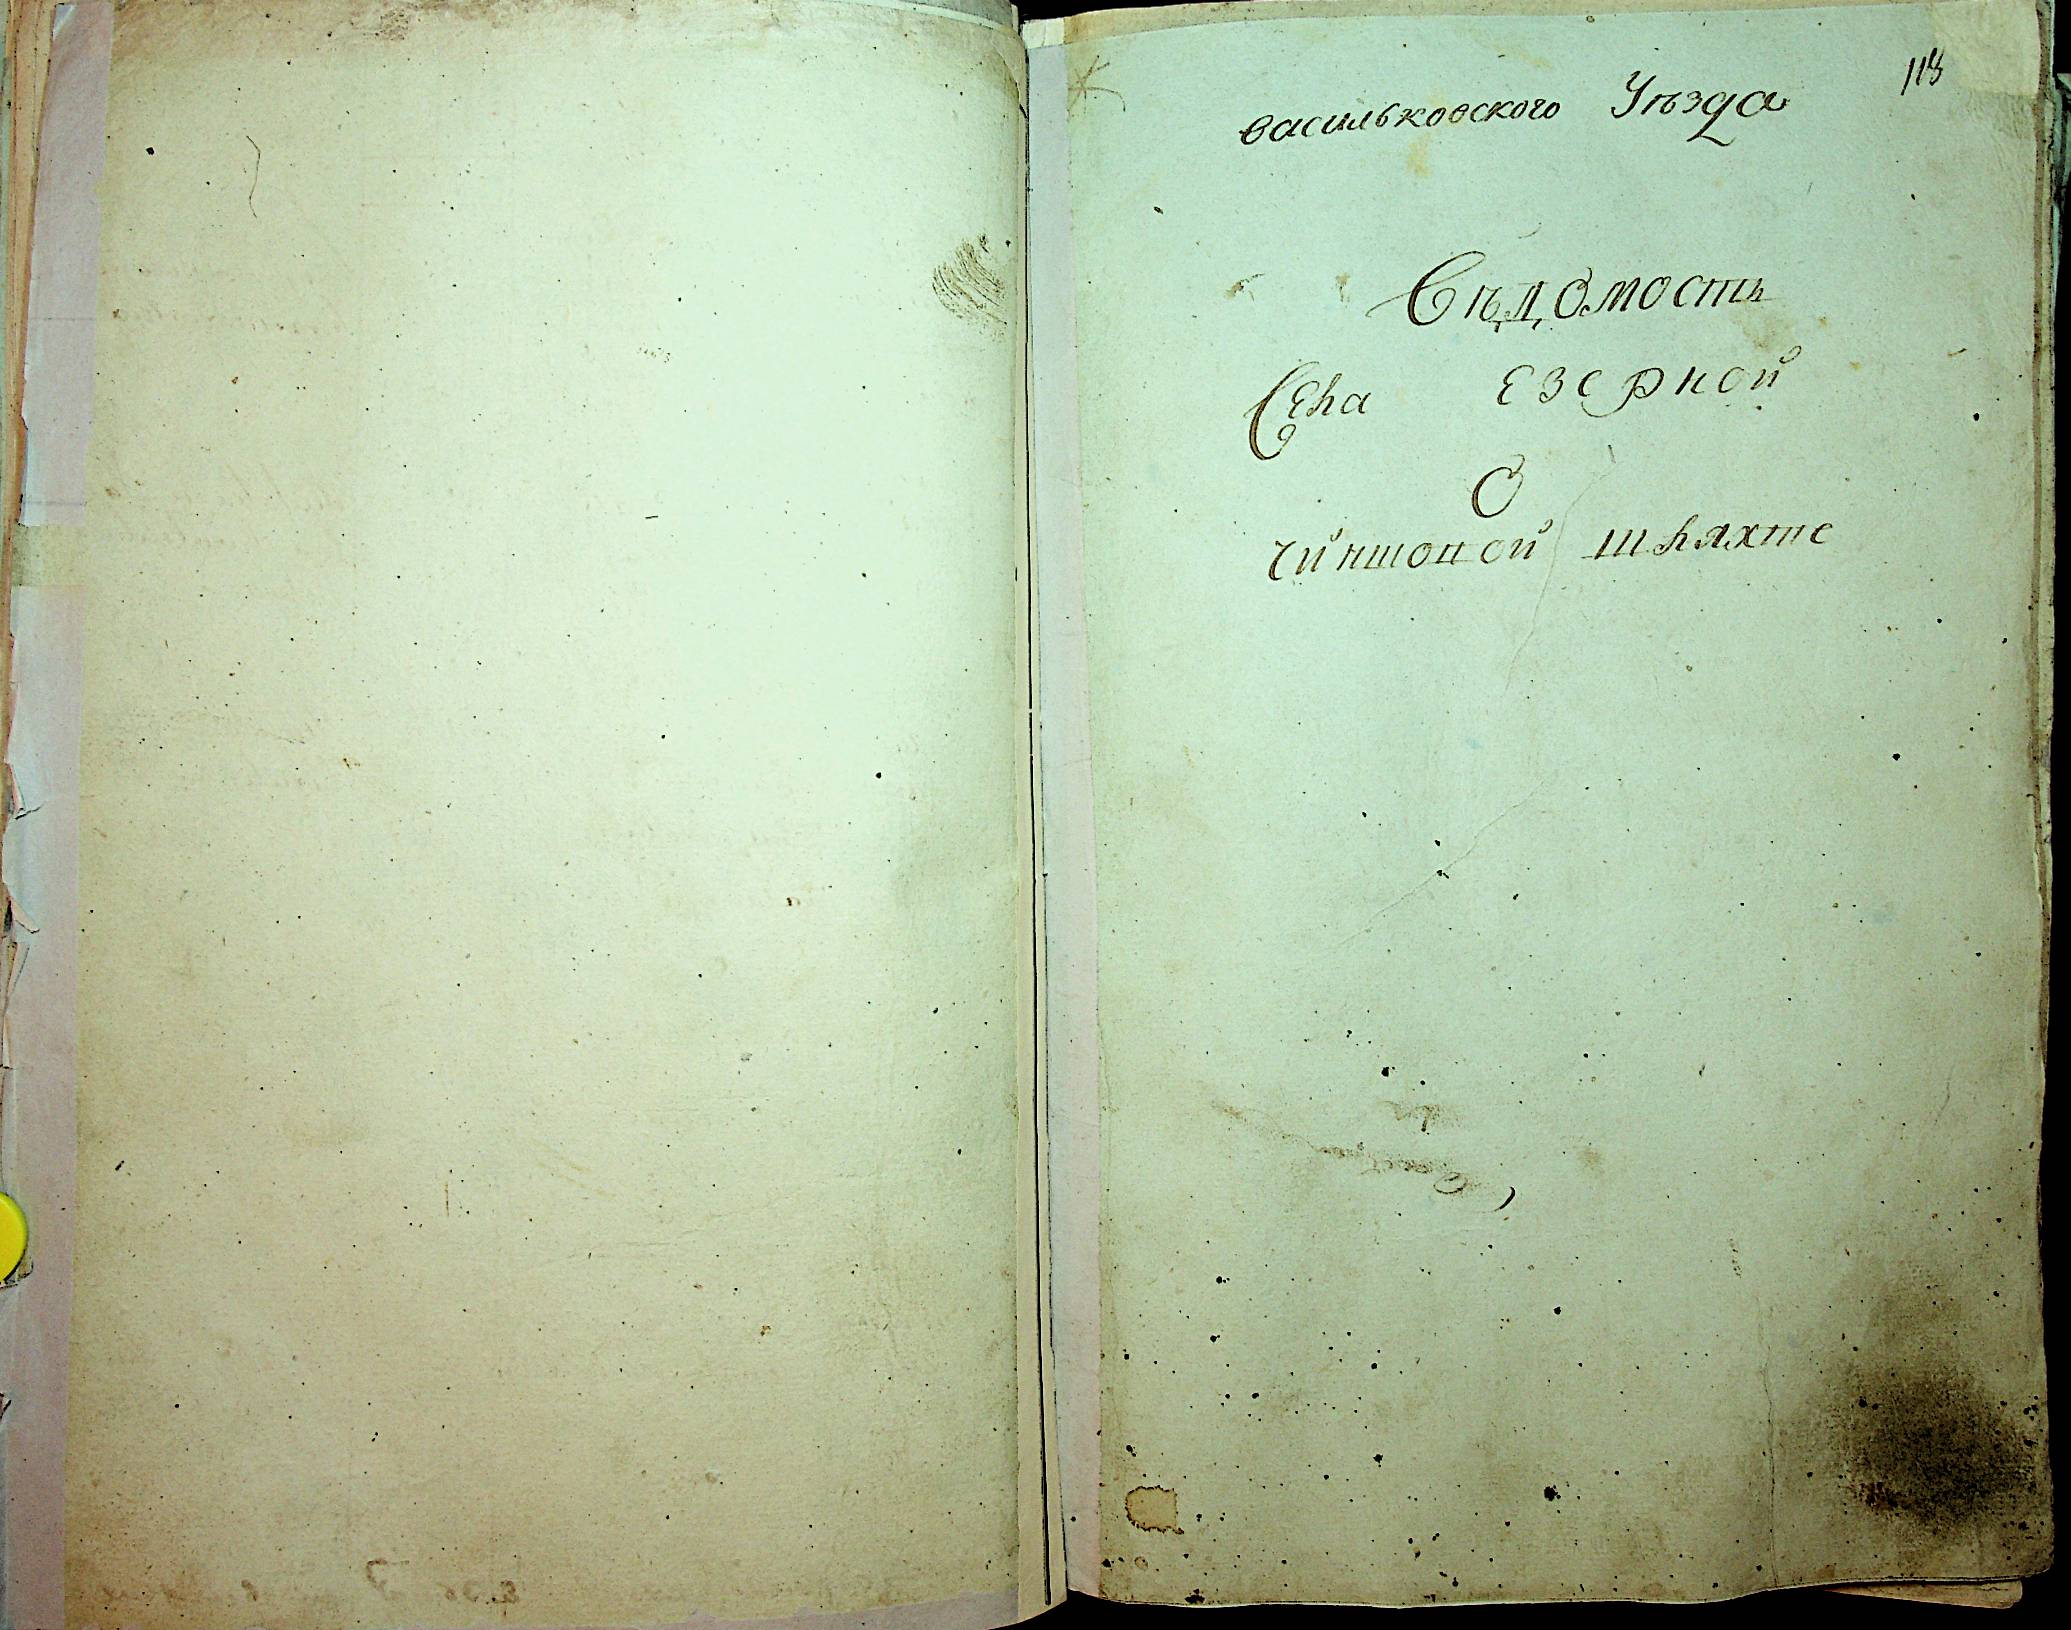 118
васильковского Уѣзда
Вѣдомость
Села Езерной
О
чиншовой шляхте